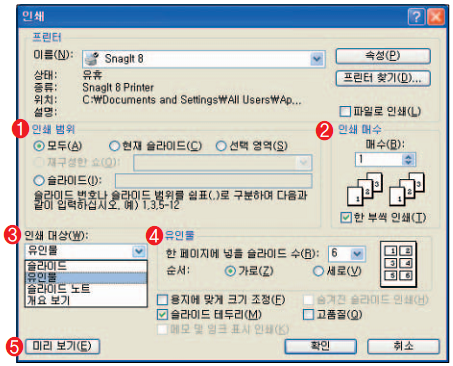 인쇄
프린터
이름(N): SnagIt 8 속성(P)
상태: 유휴 프린터 찾기(D)...
종류: SnagIt 8 Printer
위치: C:₩Documents and Settings₩All Users₩Ap...
설명: 파일로 인쇄(L)
1 인쇄 범위
모두(A) 현재 슬라이드(C) 선택 영역(S)
재구성한 쇼(O):
슬라이드(I):
슬라이드 번호나 슬라이드 범위를 쉼표(,)로 구분하여 다음과
같이 입력하십시오. 예) 1,3,5-12
2 인쇄 매수
매수(B):
1
1 2 3 1 2 3
한 부씩 인쇄(T)
3 인쇄 대상(W):
유인물
슬라이드
유인물
슬라이드 노트
개요 보기
4 유인물
한 페이지에 넣을 슬라이드 수(R): 6
순서: 가로(Z) 세로(V)
1 2
3 4
5 6
용지에 맞게 크기 조정(F) 숨겨진 슬라이드 인쇄(H)
슬라이드 테두리(M) 고품질(Q)
메모 및 잉크 표시 인쇄(K)
5 미리 보기(E) 확인 취소